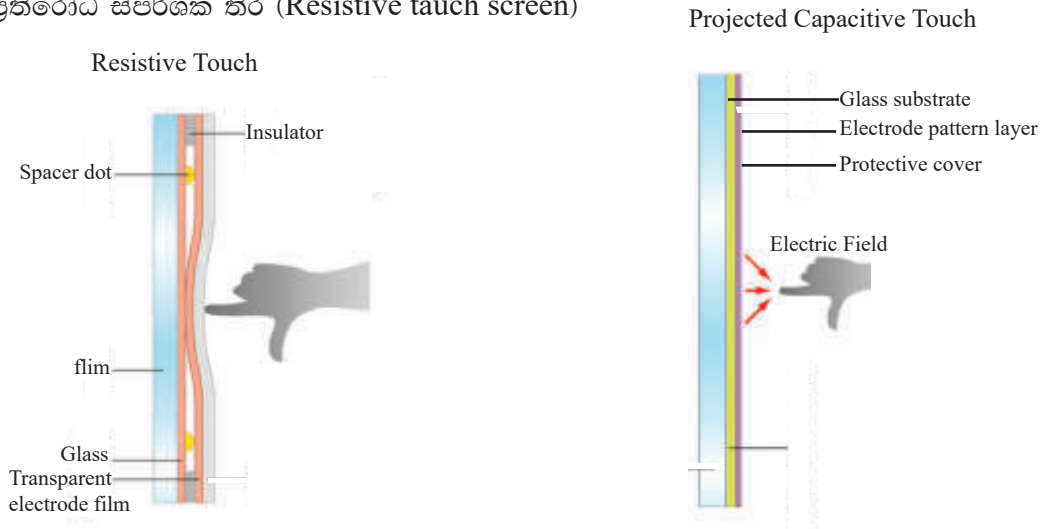 ප්‍රතිරෝධ ස්පර්ශක තිර (Resistive tauch screen)
Resistive Touch
Insulator
Spacer dot
flim
Glass
Transparent
electrode film
Projected Capacitive Touch
Glass substrate
Electrode pattern layer
Protective cover
Electric Field